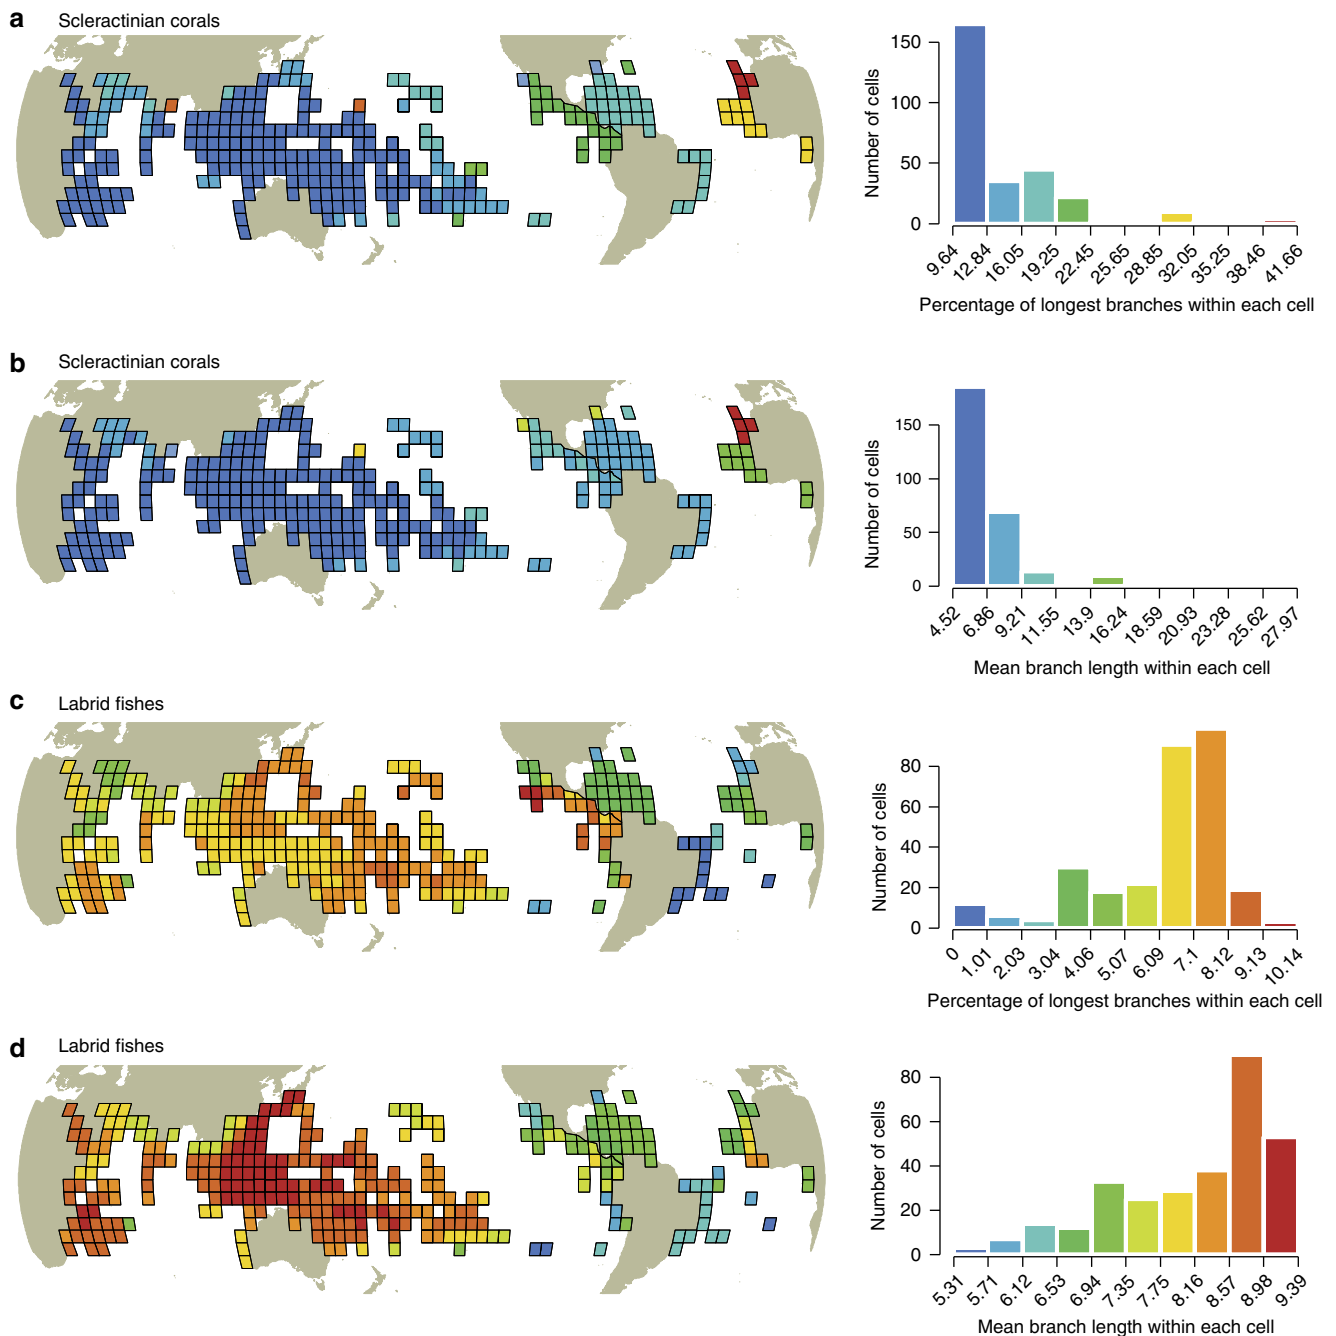 a Scleractinian corals
150
100
50
0
Number of cells
9.64 12.84 16.05 19.25 22.45 25.65 28.85 32.05 35.25 38.46 41.66
Percentage of longest branches within each cell
b Scleractinian corals
150
100
50
0
Number of cells
4.52 6.86 9.21 11.55 13.9 16.24 18.59 20.93 23.28 25.62 27.97
Mean branch length within each cell
c Labrid fishes
80
60
40
20
0
Number of cells
0 1.01 2.03 3.04 4.06 5.07 6.09 7.1 8.12 9.13 10.14
Percentage of longest branches within each cell
d Labrid fishes
80
60
40
20
0
Number of cells
5.31 5.71 6.12 6.53 6.94 7.35 7.75 8.16 8.57 8.98 9.39
Mean branch length within each cell